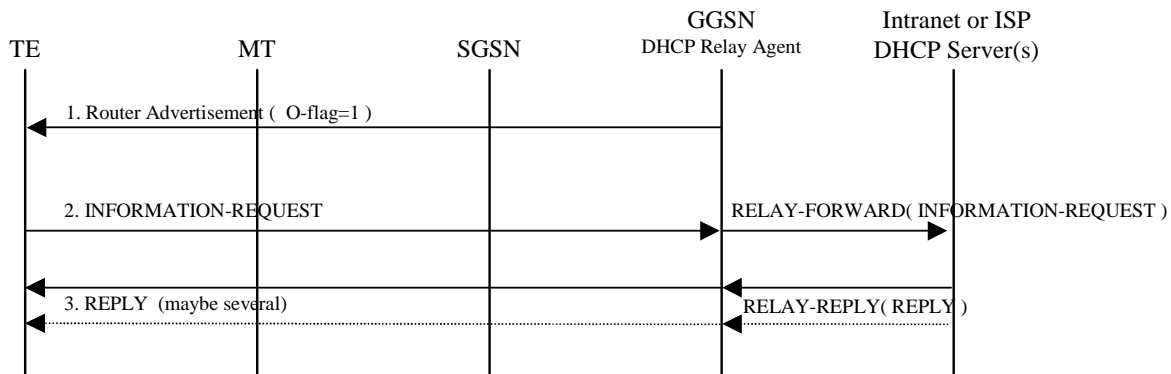 GGSN
DHCP Relay Agent
Intranet or ISP
DHCP Server(s)
TE
MT
SGSN
1. Router Advertisement ( O-flag=1 )
2. INFORMATION-REQUEST
RELAY-FORWARD( INFORMATION-REQUEST )
3. REPLY (maybe several)
RELAY-REPLY( REPLY )